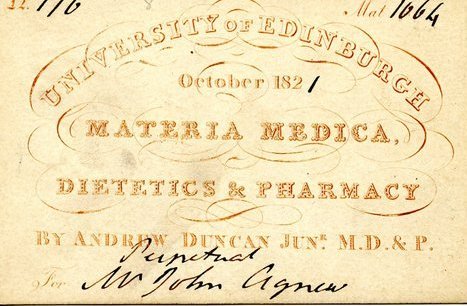 176 Mat 1664
UNIVERSITY OF EDINBURGH
October 1821
MATERIA MEDICA,
DIETETICS & PHARMACY
BY ANDREW DUNCAN JUNR. M.D. & P.
Perpetual
For Mr John Agnew